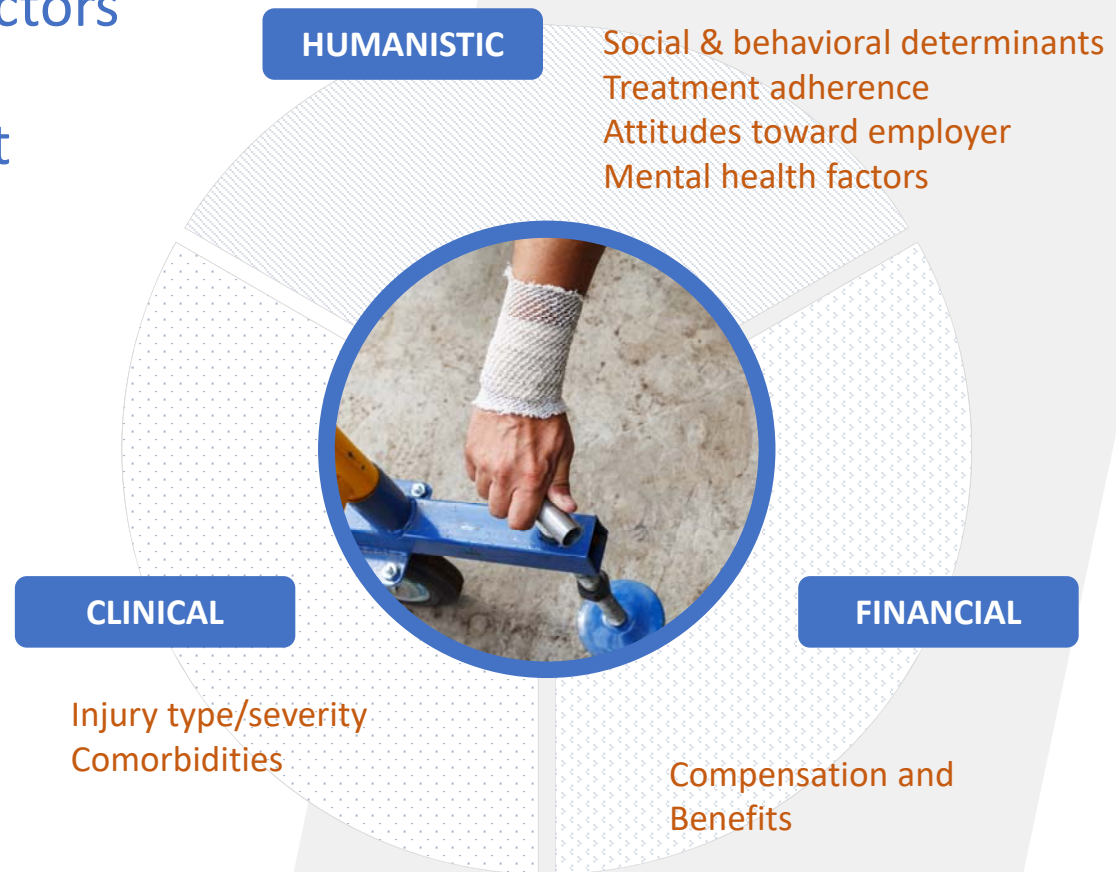 HUMANISTIC
Social & behavioral determinants
Treatment adherence
Attitudes toward employer
Mental health factors
CLINICAL
Injury type/severity
Comorbidities
FINANCIAL
Compensation and
Benefits